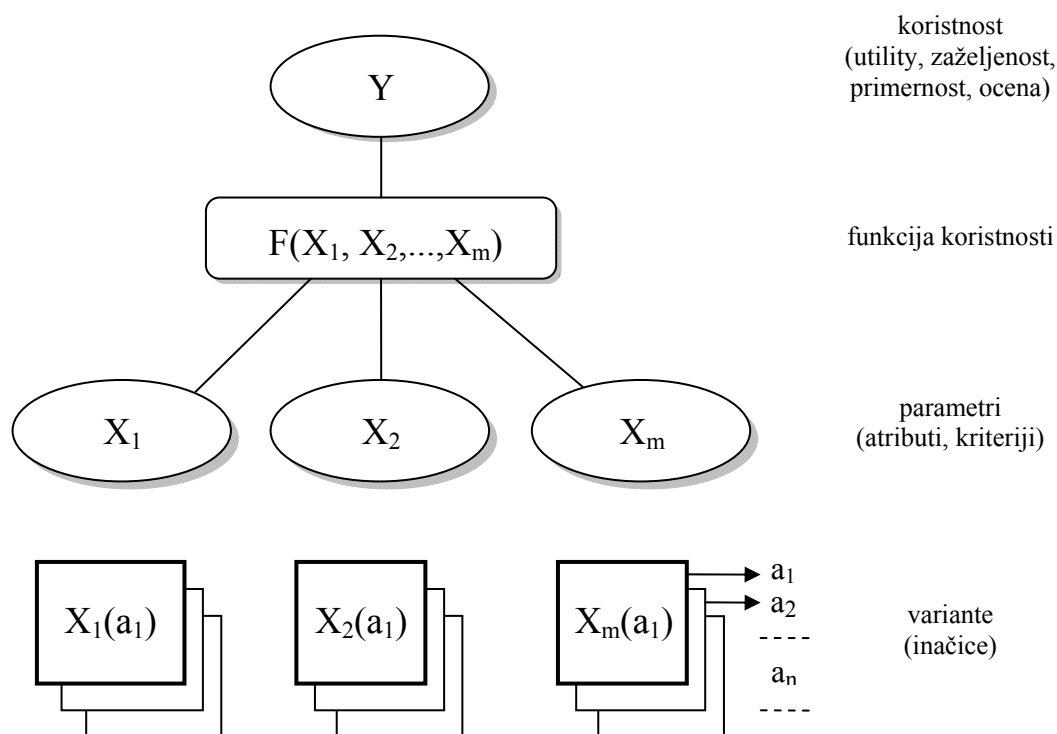 koristnost
(utility, zaželjenost,
primernost, ocena)
Y
F(X₁, X₂,...,Xₘ)
funkcija koristnosti
X₁
X₂
Xₘ
parametri
(atributi, kriteriji)
X₁(a₁)
X₂(a₁)
Xₘ(a₁)
a₁
a₂
aₙ
variante
(inačice)